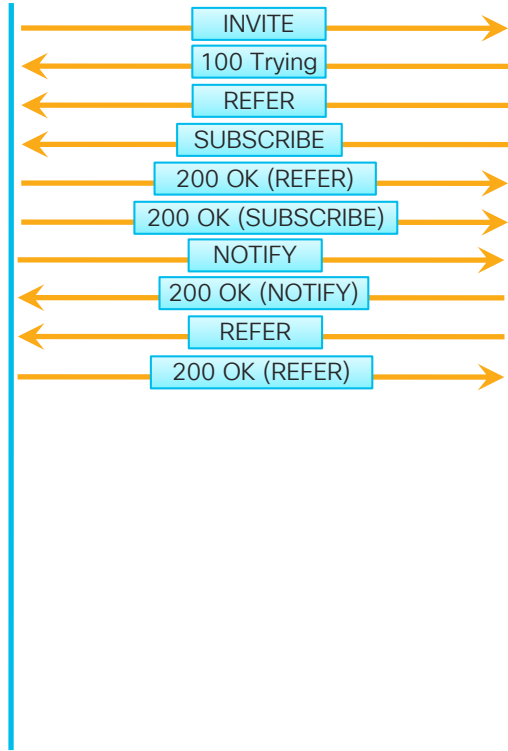 INVITE
100 Trying
REFER
SUBSCRIBE
200 OK (REFER)
200 OK (SUBSCRIBE)
NOTIFY
200 OK (NOTIFY)
REFER
200 OK (REFER)